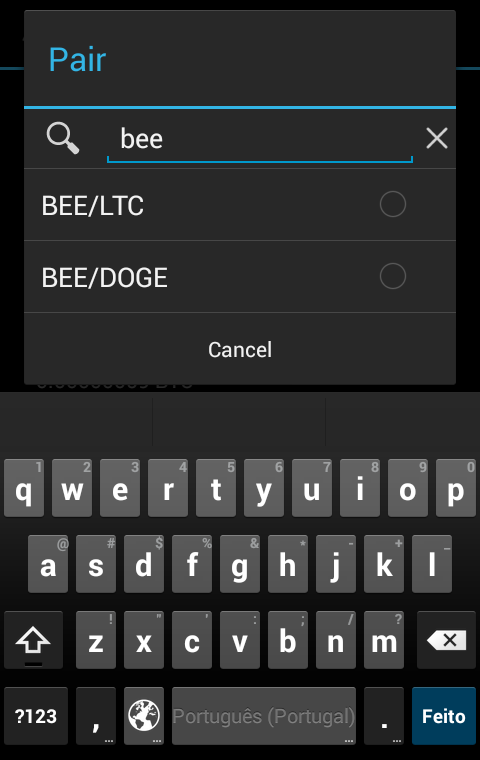 Pair
bee
BEE/LTC
BEE/DOGE
Cancel
1 2 3 4 5 6 7 8 9 0
q w e r t y u i o p
@ # $ % & * - + _
a s d f g h j k l
! " ' : ; / ?
z x c v b n m
?123 , ... ... Português (Portugal) ... . ... Feito